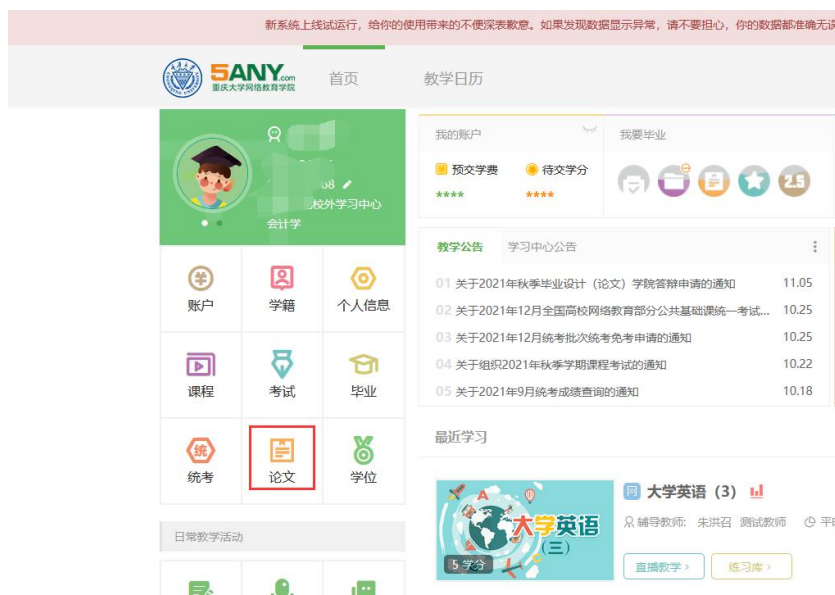 新系统上线试运行，给你的使用带来的不便深表歉意。如果发现数据显示异常，请不要担心，你的数据都准确无误
5ANY.com
重庆大学网络教育学院
首页
教学日历
08
校外学习中心
会计学
我的账户
我要毕业
预交学费
待交学分
****
****
2.5
教学公告
学习中心公告
01 关于2021年秋季毕业设计（论文）学院答辩申请的通知 11.05
02 关于2021年12月全国高校网络教育部分公共基础课统一考试... 10.25
03 关于2021年12月统考批次统考免考申请的通知 10.25
04 关于组织2021年秋季学期课程考试的通知 10.22
05 关于2021年9月统考成绩查询的通知 10.18
账户
学籍
个人信息
课程
考试
毕业
统
统考
论文
学位
日常教学活动
最近学习
A
大学英语
(三)
5 学分
网 大学英语（3）
辅导教师: 朱洪召 测试教师
直播教学 ›
练习库 ›